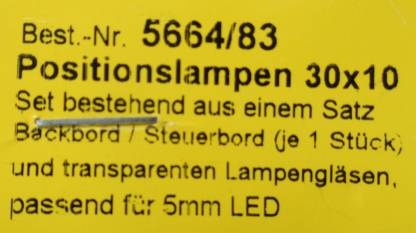 Best.-Nr. 5664/83
Positionslampen 30x10
Set bestehend aus einem Satz
Backbord / Steuerbord (je 1 Stück)
und transparenten Lampengläsen,
passend für 5mm LED